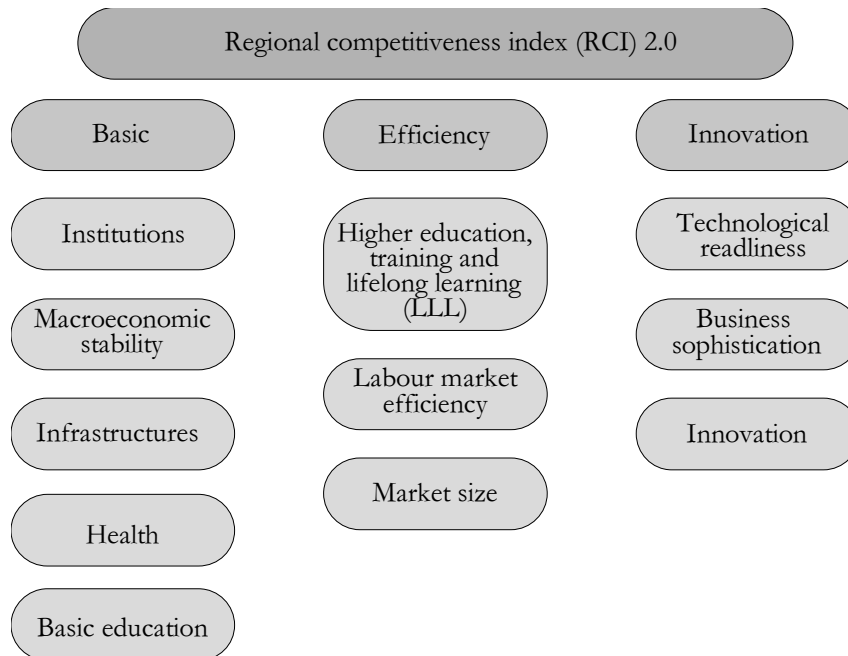 Regional competitiveness index (RCI) 2.0
Basic
Institutions
Macroeconomic
stability
Infrastructures
Health
Basic education
Efficiency
Higher education,
training and
lifelong learning
(LLL)
Labour market
efficiency
Market size
Innovation
Technological
readliness
Business
sophistication
Innovation